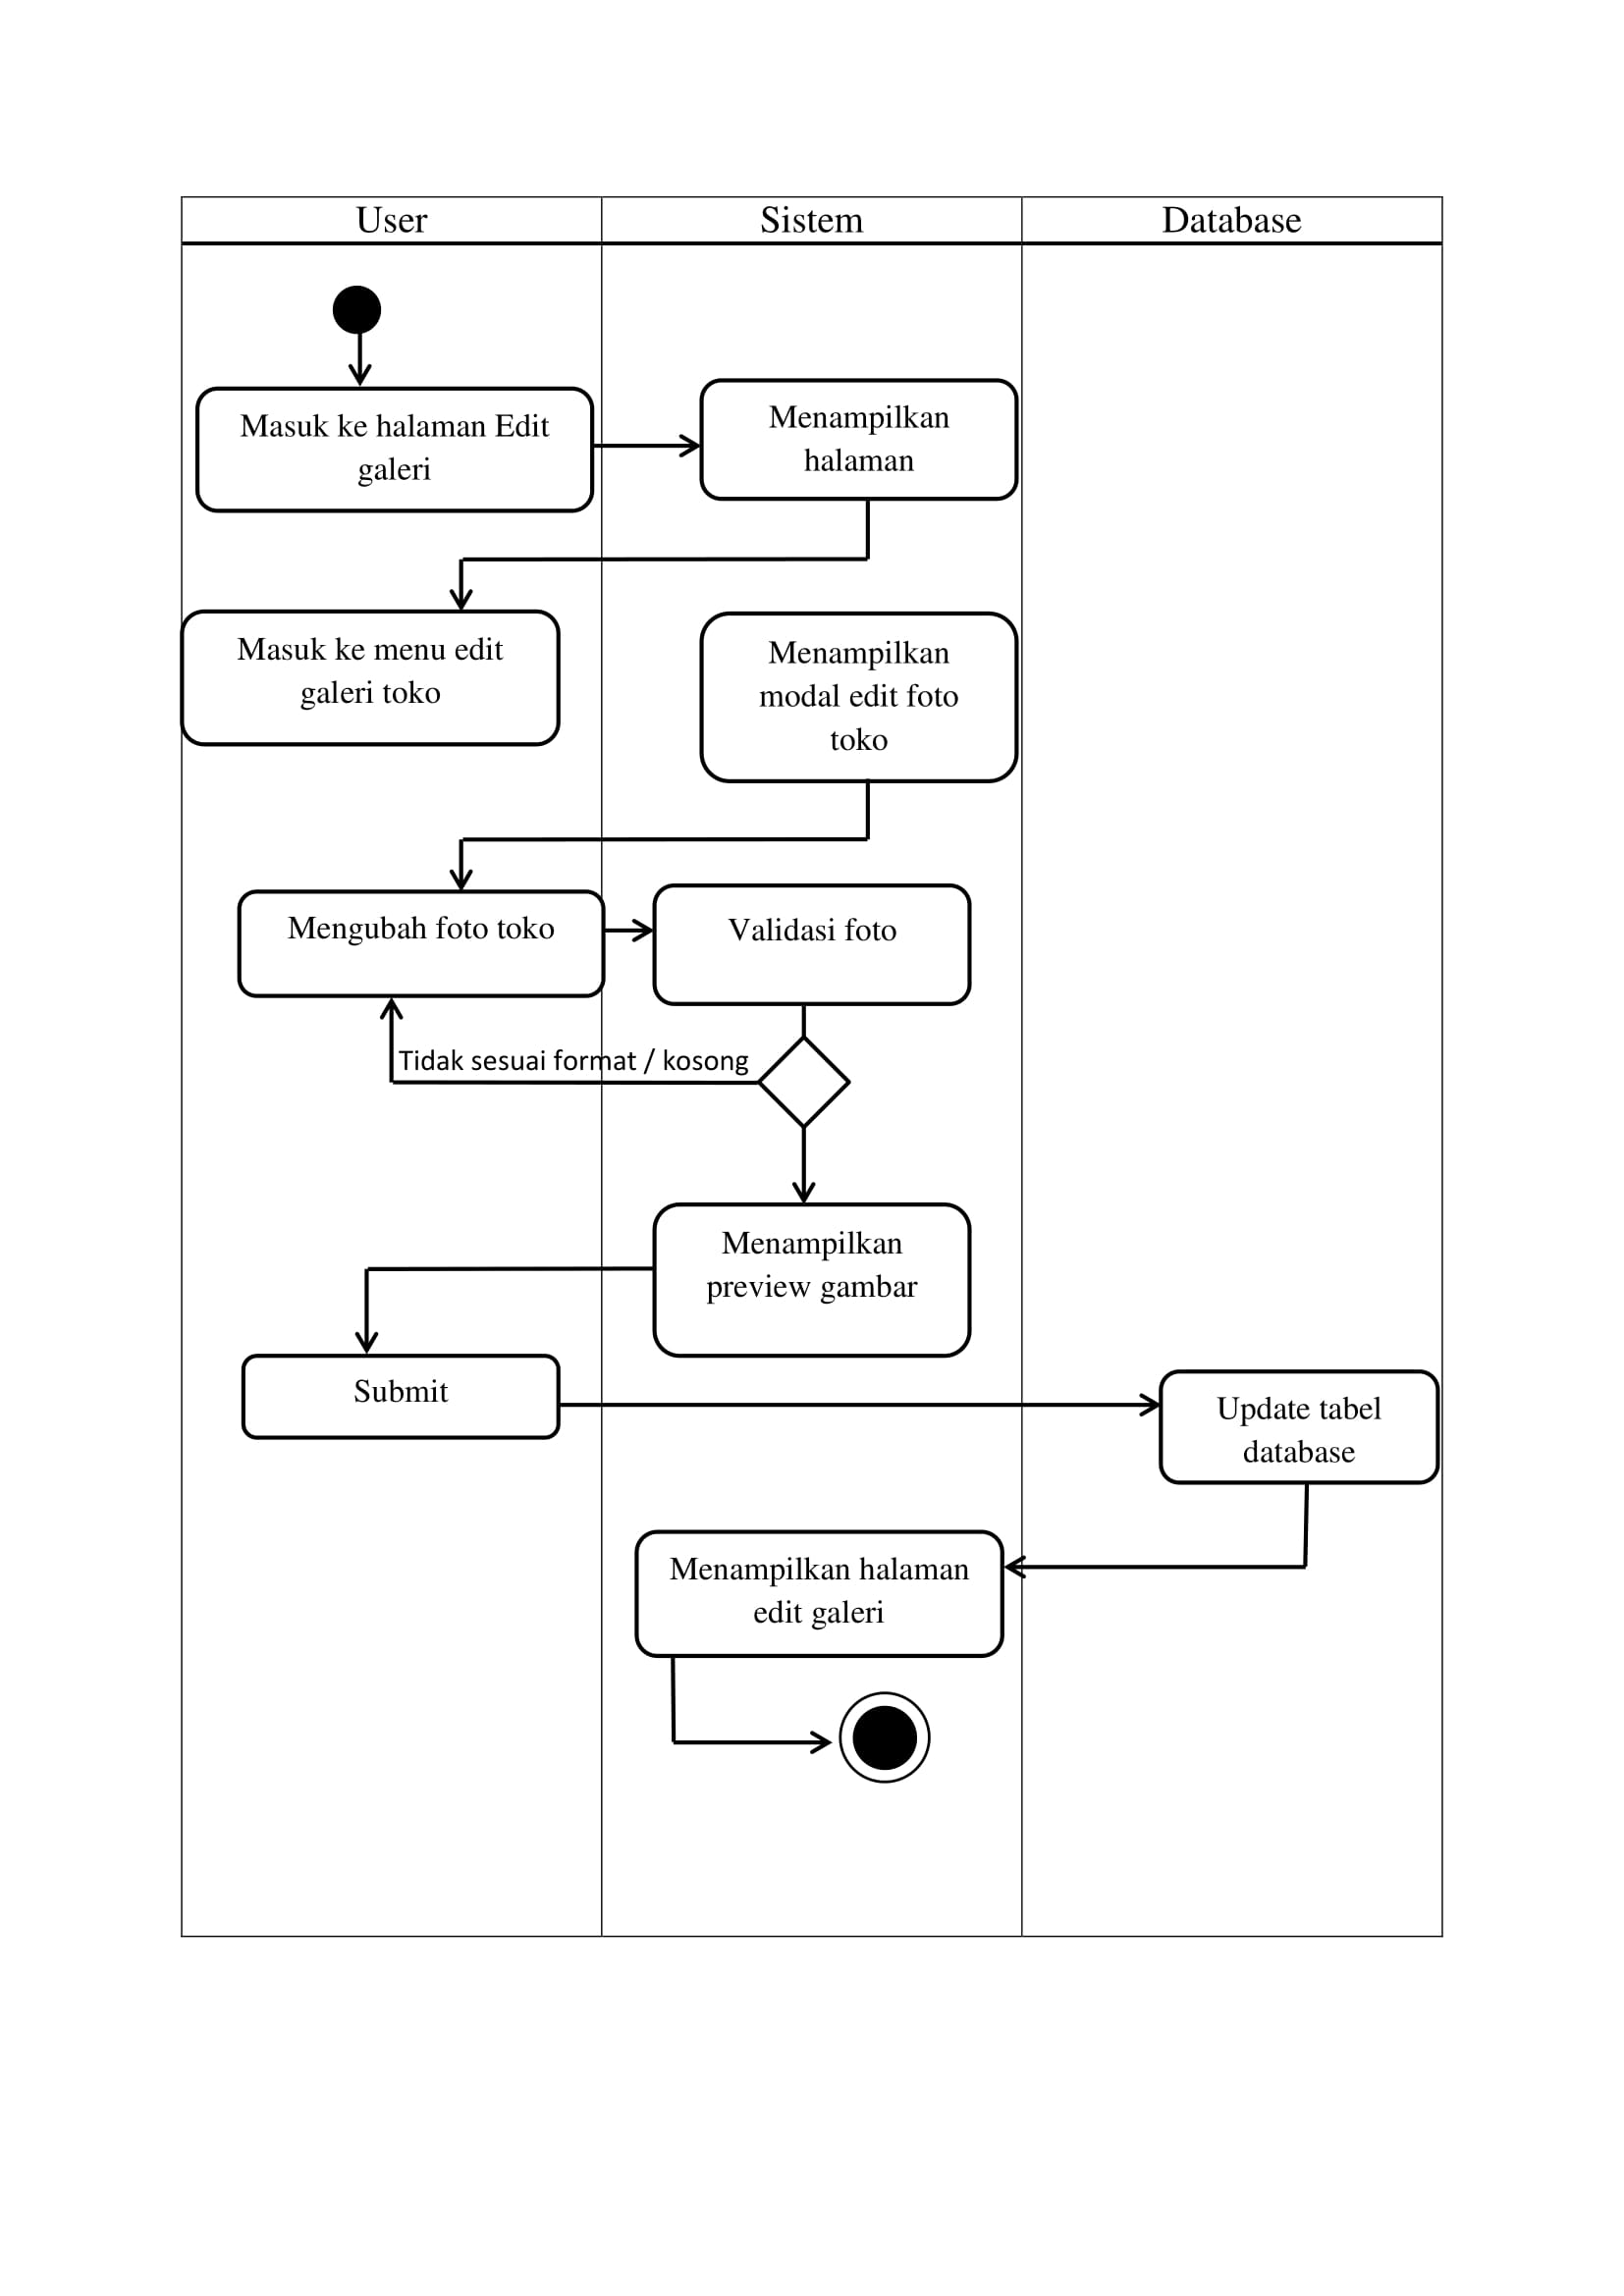 User
Sistem
Database
Masuk ke halaman Edit
galeri
Menampilkan
halaman
Masuk ke menu edit
galeri toko
Menampilkan
modal edit foto
toko
Mengubah foto toko
Validasi foto
Tidak sesuai format / kosong
Menampilkan
preview gambar
Submit
Update tabel
database
Menampilkan halaman
edit galeri